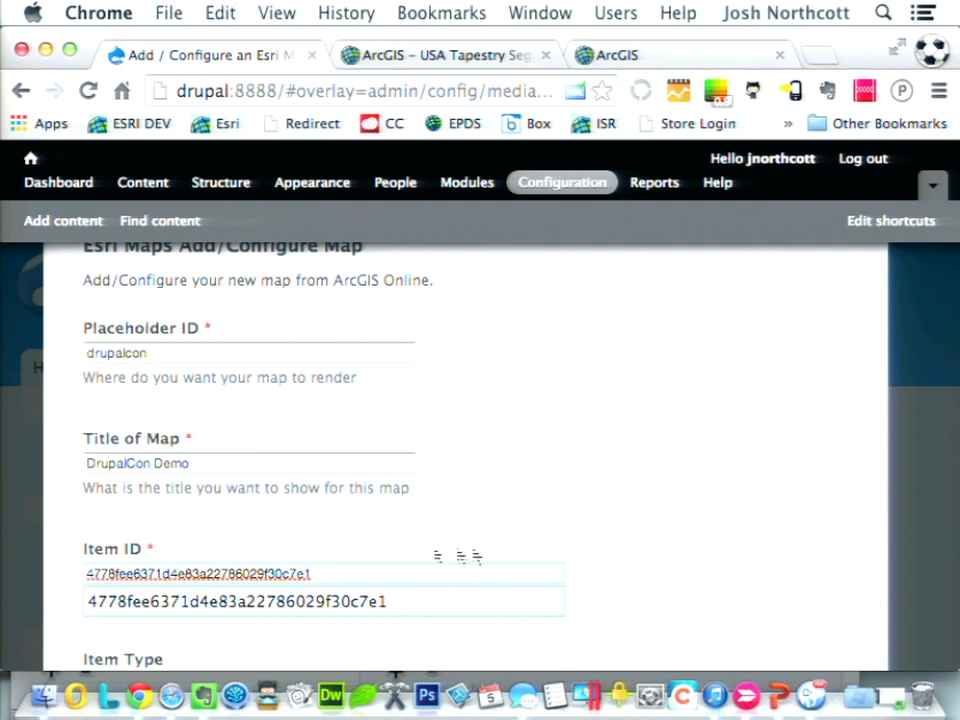 Chrome File Edit View History Bookmarks Window Users Help Josh Northcott
Add / Configure an Esri M ArcGIS - USA Tapestry Seg ArcGIS
drupal:8888/#overlay=admin/config/media...
Apps ESRI DEV Esri Redirect CC EPDS Box ISR Store Login » Other Bookmarks
Hello jnorthcott Log out
Dashboard Content Structure Appearance People Modules Configuration Reports Help
Add content Find content Edit shortcuts
Esri Maps Add/Configure Map
Add/Configure your new map from ArcGIS Online.
Placeholder ID *
drupalcon
Where do you want your map to render
Title of Map *
DrupalCon Demo
What is the title you want to show for this map
Item ID *
4778fee6371d4e83a22786029f30c7e1
4778fee6371d4e83a22786029f30c7e1
Item Type
Dw Ps 5